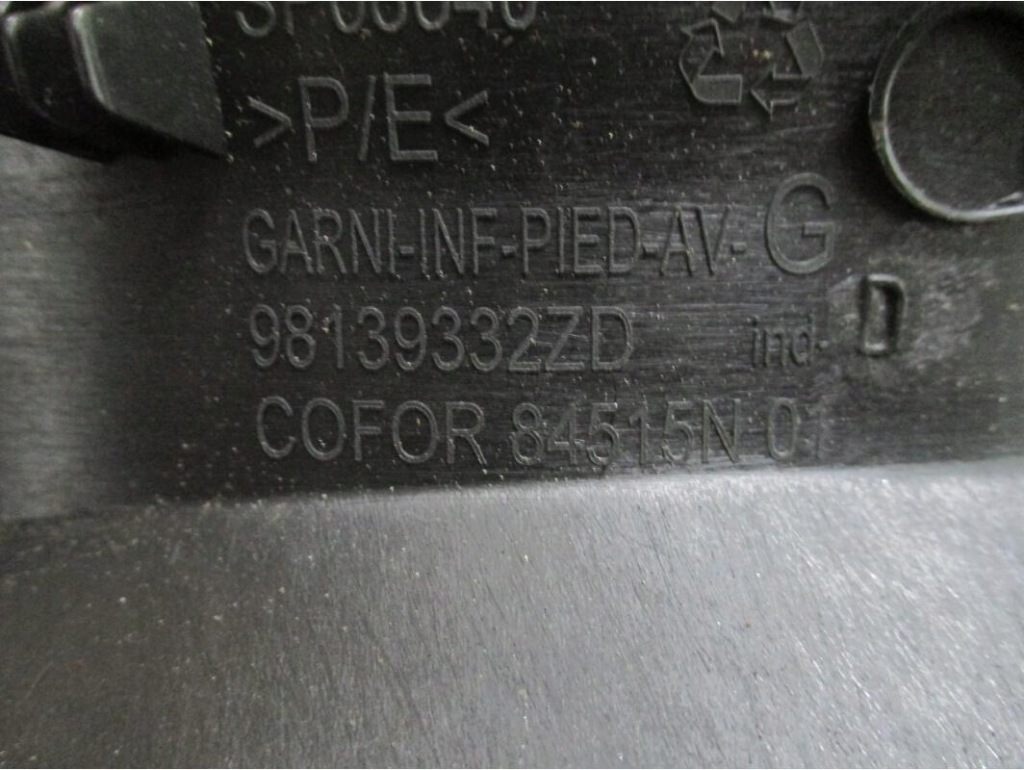 >P/E<
GARNI-INF-PIED-AV-G
98139332ZD ind. D
COFOR 84515N 01